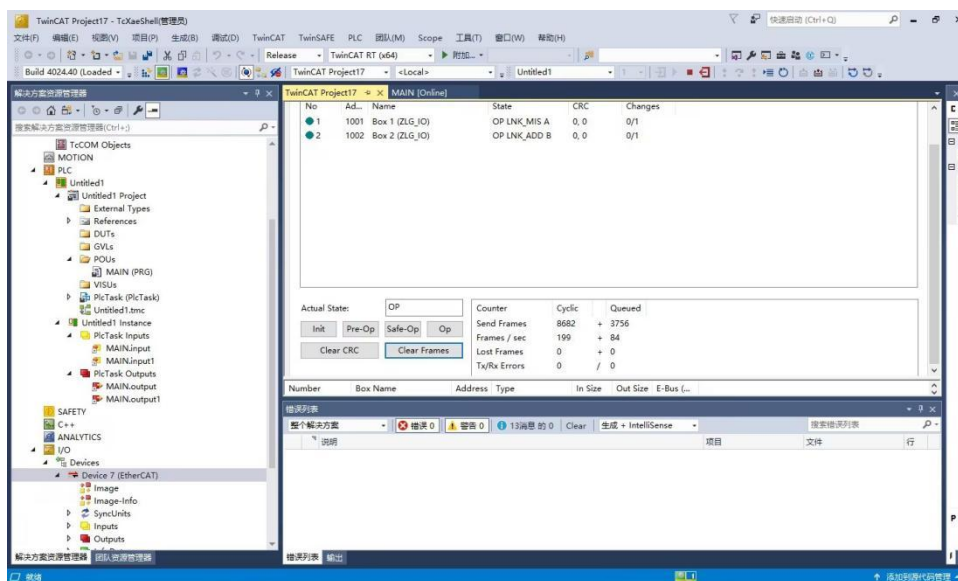 TwinCAT Project17 - TcXaeShell(管理员)
快速启动 (Ctrl+Q)
文件(F) 编辑(E) 视图(V) 项目(P) 生成(B) 调试(D) TwinCAT TwinSAFE PLC 团队(M) Scope 工具(T) 窗口(W) 帮助(H)
Release TwinCAT RT (x64) 附加...
Build 4024.40 (Loaded TwinCAT Project17 <Local> Untitled1
解决方案资源管理器
搜索解决方案资源管理器(Ctrl+;)
TcCOM Objects
MOTION
PLC
Untitled1
Untitled1 Project
External Types
References
DUTs
GVLs
POUs
MAIN (PRG)
VISUs
PlcTask (PlcTask)
Untitled1.tmc
Untitled1 Instance
PlcTask Inputs
MAIN.input
MAIN.input1
PlcTask Outputs
MAIN.output
MAIN.output1
SAFETY
C++
ANALYTICS
I/O
Devices
Device 7 (EtherCAT)
Image
Image-Info
SyncUnits
Inputs
Outputs
解决方案资源管理器 团队资源管理器
TwinCAT Project17 MAIN [Online]
No Ad... Name State CRC Changes
1 1001 Box 1 (ZLG_IO) OP LNK_MIS A 0, 0 0/1
2 1002 Box 2 (ZLG_IO) OP LNK_ADD B 0, 0 0/1
Actual State: OP
Init Pre-Op Safe-Op Op
Clear CRC Clear Frames
Counter Cyclic Queued
Send Frames 8682 + 3756
Frames / sec 199 + 84
Lost Frames 0 + 0
Tx/Rx Errors 0 / 0
Number Box Name Address Type In Size Out Size E-Bus (...
错误列表
整个解决方案 错误 0 警告 0 13消息 的 0 Clear 生成 + IntelliSense 搜索错误列表
说明 项目 文件 行
错误列表 输出
就绪
添加到源代码管理